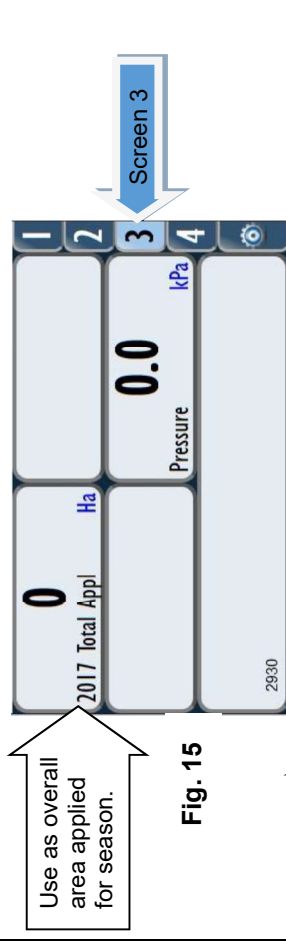 Use as overall
area applied
for season.
Fig. 15
0
Ha
2017 Total Appl
0.0
kPa
Pressure
2930
1
2
3
4
Screen 3